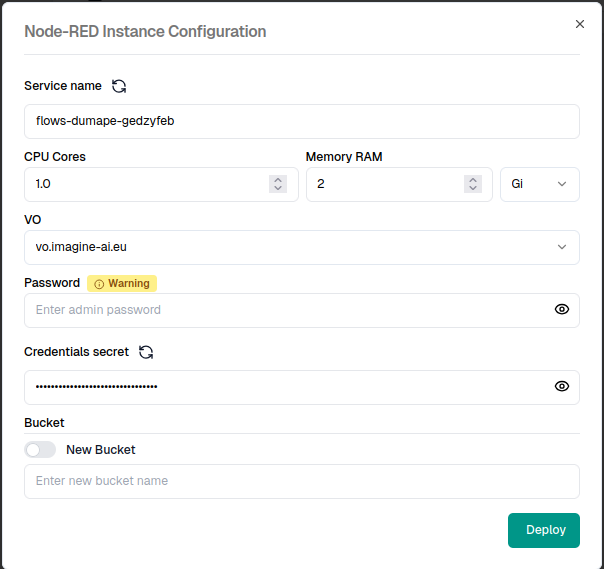 Node-RED Instance Configuration
Service name
flows-dumape-gedzyfeb
CPU Cores
Memory RAM
1.0
2
Gi
VO
vo.imagine-ai.eu
Password Warning
Enter admin password
Credentials secret
••••••••••••••••••••••••••••••••
Bucket
New Bucket
Enter new bucket name
Deploy